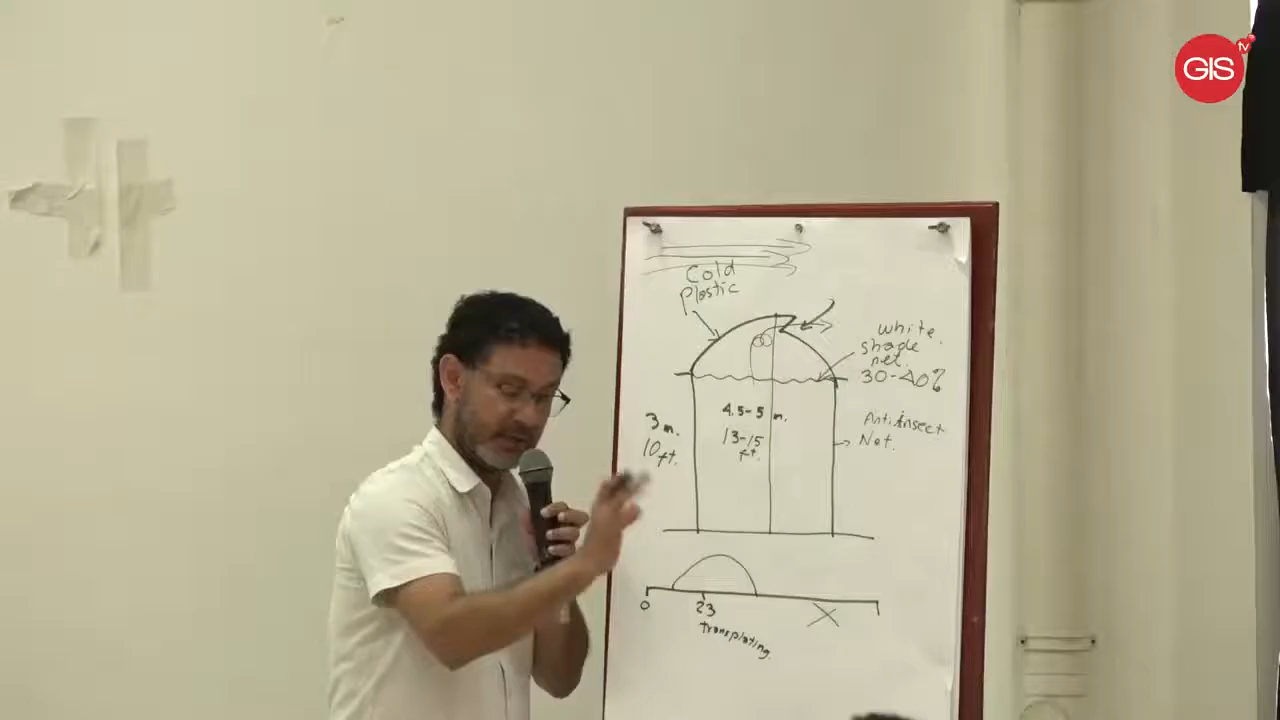 GIS tv
Cold
Plastic
white
shade
net.
30-40%
3 m.
10 ft.
4.5-5 m.
13-15
ft.
Anti insect
Net.
0
23
transplating
X